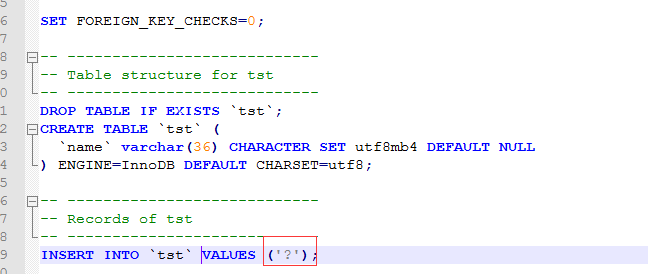 5
6 SET FOREIGN_KEY_CHECKS=0;
7
8 -- ----------------------------
9 -- Table structure for tst
0 -- ----------------------------
1 DROP TABLE IF EXISTS `tst`;
2 CREATE TABLE `tst` (
3 `name` varchar(36) CHARACTER SET utf8mb4 DEFAULT NULL
4 ) ENGINE=InnoDB DEFAULT CHARSET=utf8;
5
6 -- ----------------------------
7 -- Records of tst
8 -- ----------------------------
9 INSERT INTO `tst` VALUES ('?');